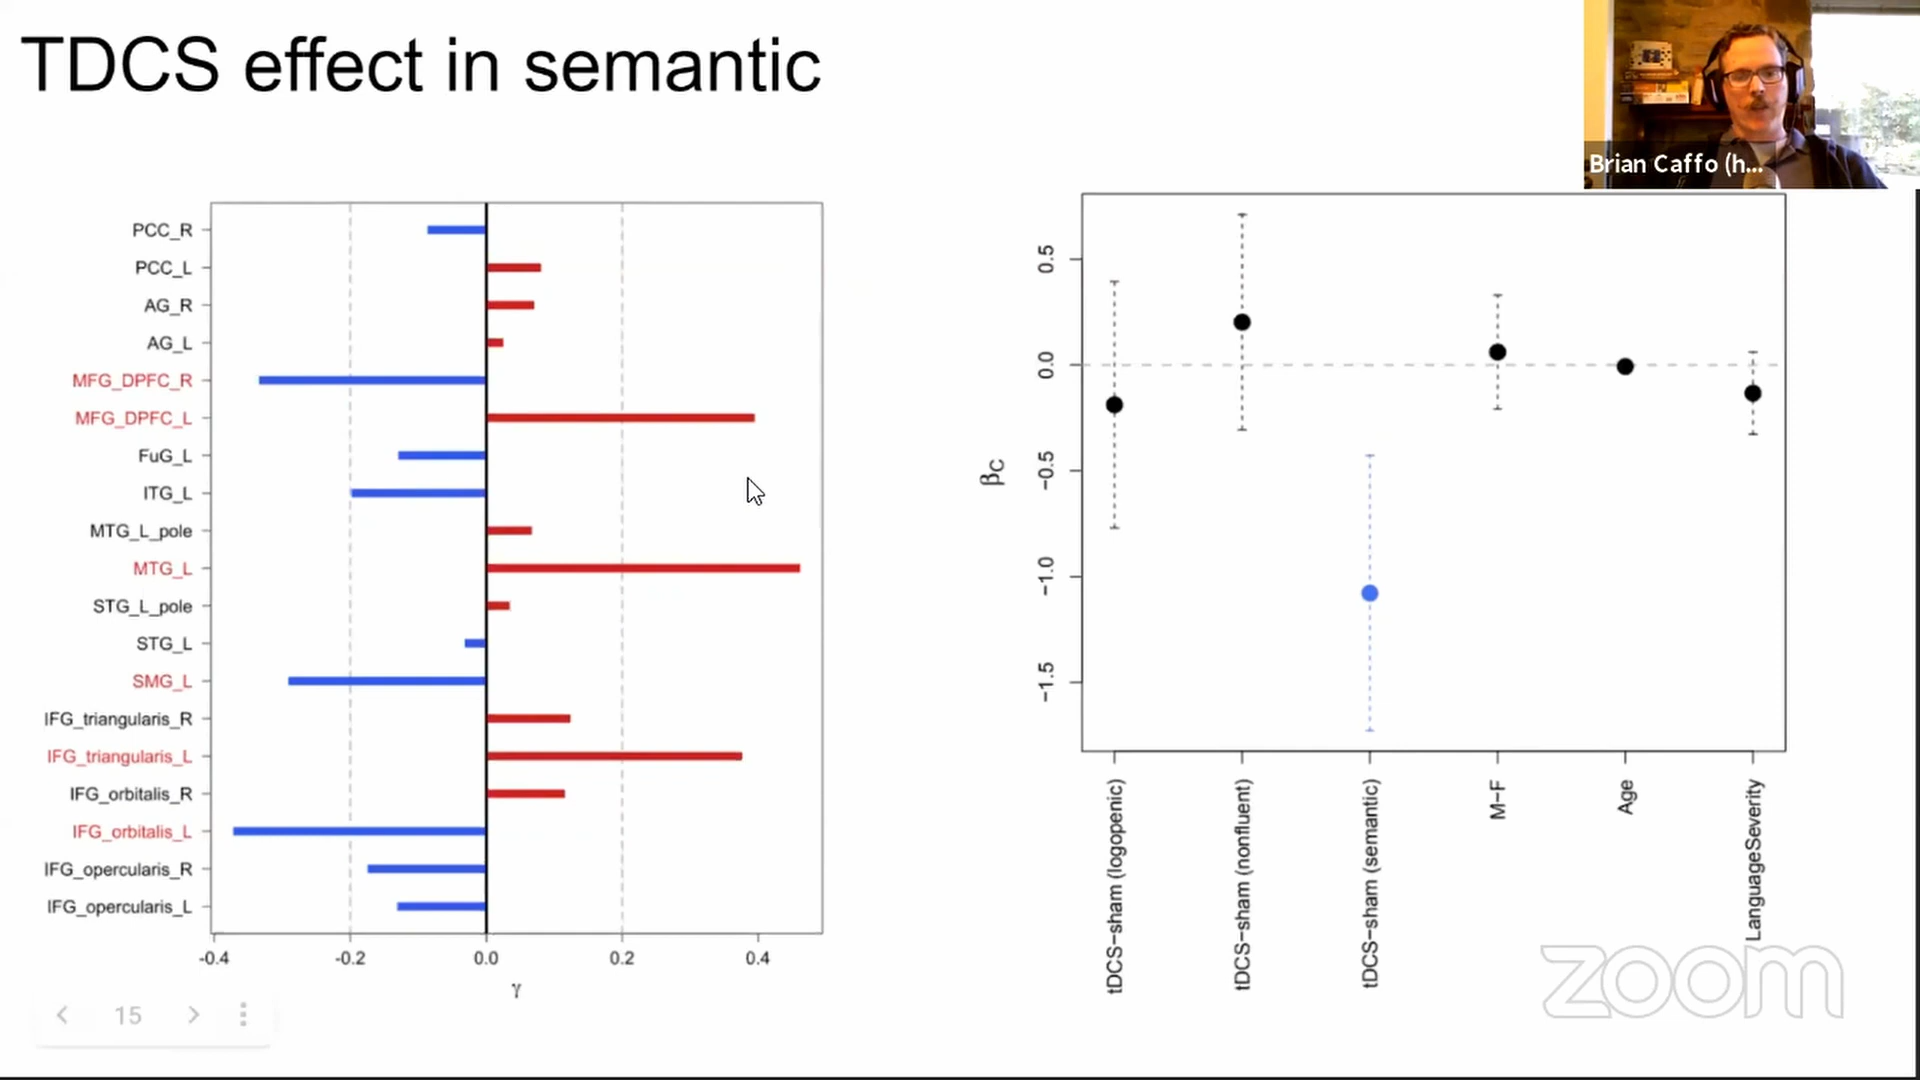 TDCS effect in semantic
Brian Caffo (h...
PCC_R
PCC_L
AG_R
AG_L
MFG_DPFC_R
MFG_DPFC_L
FuG_L
ITG_L
MTG_L_pole
MTG_L
STG_L_pole
STG_L
SMG_L
IFG_triangularis_R
IFG_triangularis_L
IFG_orbitalis_R
IFG_orbitalis_L
IFG_opercularis_R
IFG_opercularis_L
-0.4 -0.2 0.0 0.2 0.4
γ
βC
0.5
0.0
−0.5
−1.0
−1.5
tDCS−sham (logopenic)
tDCS−sham (nonfluent)
tDCS−sham (semantic)
M−F
Age
LanguageSeverity
15
zoom